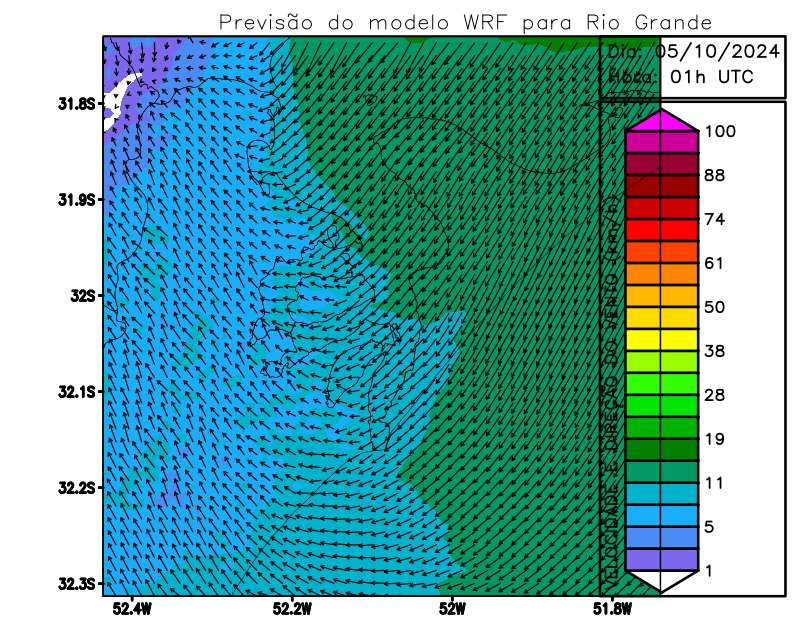 Previsão do modelo WRF para Rio Grande
Dia: 05/10/2024
Hora: 01h UTC
VELOCIDADE E DIREÇÃO DO VENTO (km/h)
100
88
74
61
50
38
28
19
11
5
1
31.8S
31.9S
32S
32.1S
32.2S
32.3S
52.4W
52.2W
52W
51.8W